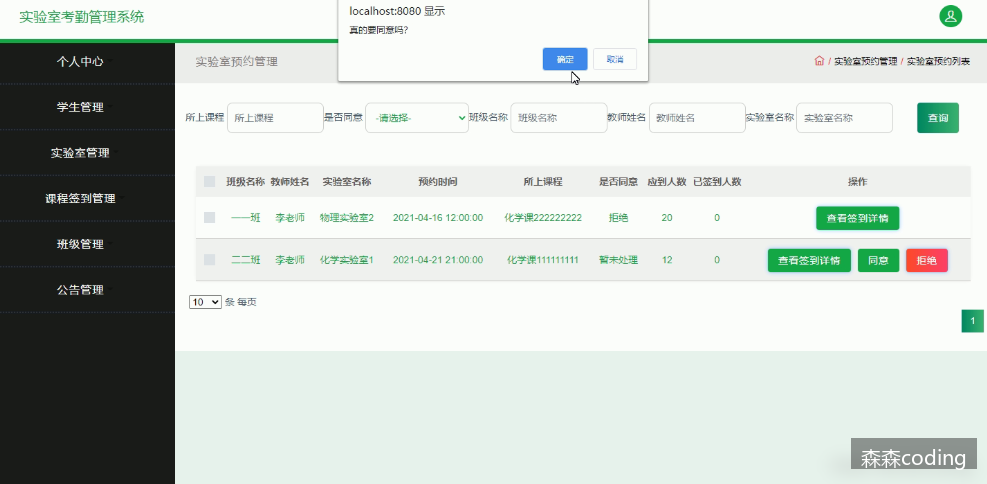 实验室考勤管理系统
localhost:8080 显示
真的要同意吗?
确定
取消
个人中心
学生管理
实验室管理
课程签到管理
班级管理
公告管理
实验室预约管理
/ 实验室预约管理 / 实验室预约列表
所上课程 所上课程 是否同意 -请选择- 班级名称 班级名称 教师姓名 教师姓名 实验室名称 实验室名称 查询
班级名称 教师姓名 实验室名称 预约时间 所上课程 是否同意 应到人数 已签到人数 操作
一一班 李老师 物理实验室2 2021-04-16 12:00:00 化学课222222222 拒绝 20 0 查看签到详情
二二班 李老师 化学实验室1 2021-04-21 21:00:00 化学课111111111 暂未处理 12 0 查看签到详情 同意 拒绝
10 条 每页
1
森森coding